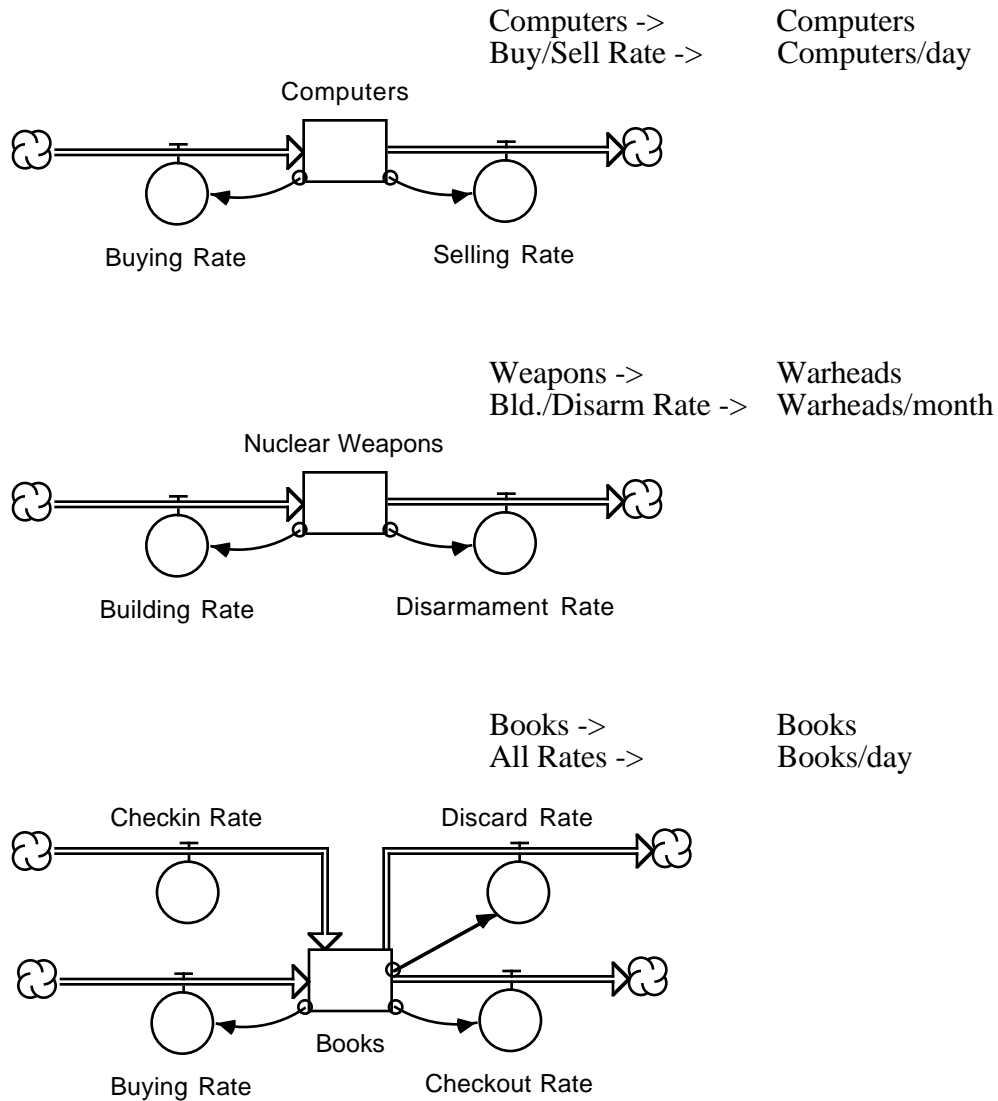 Computers -> Computers
Buy/Sell Rate -> Computers/day
Computers
Buying Rate Selling Rate
Weapons -> Warheads
Bld./Disarm Rate -> Warheads/month
Nuclear Weapons
Building Rate Disarmament Rate
Books -> Books
All Rates -> Books/day
Checkin Rate Discard Rate
Books
Buying Rate Checkout Rate